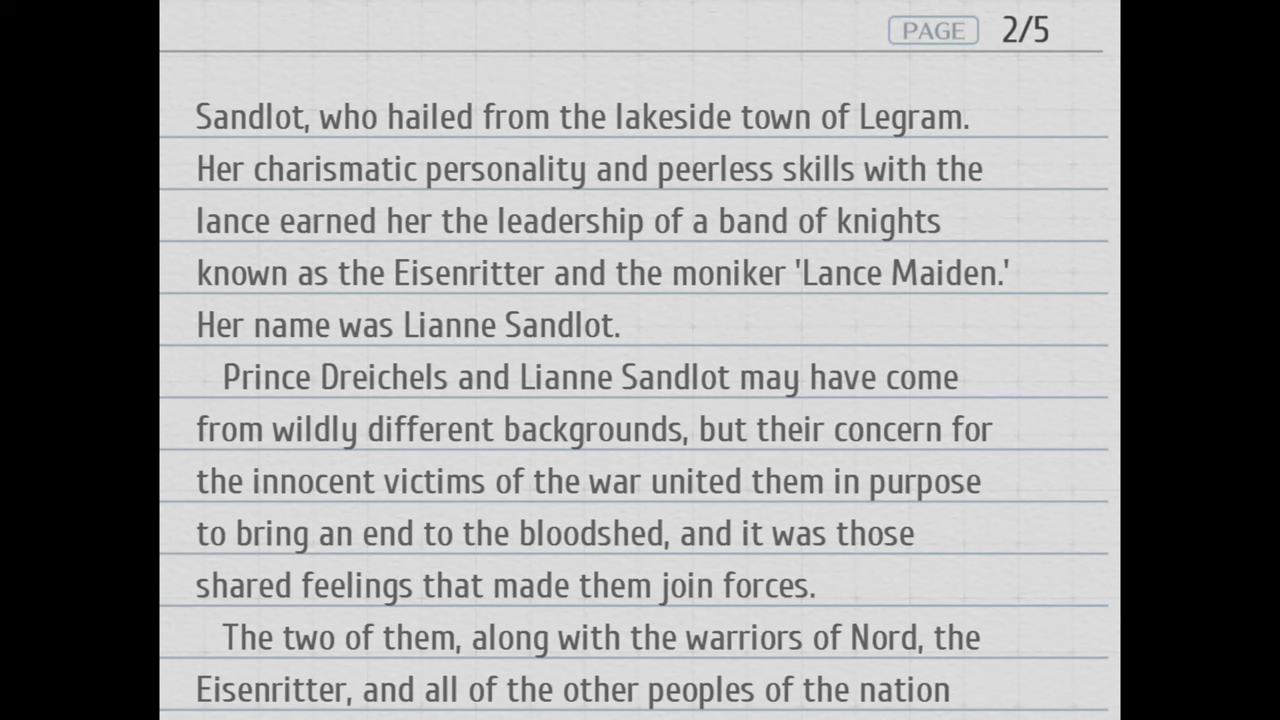 PAGE 2/5
Sandlot, who hailed from the lakeside town of Legram.
Her charismatic personality and peerless skills with the
lance earned her the leadership of a band of knights
known as the Eisenritter and the moniker 'Lance Maiden.'
Her name was Lianne Sandlot.
Prince Dreichels and Lianne Sandlot may have come
from wildly different backgrounds, but their concern for
the innocent victims of the war united them in purpose
to bring an end to the bloodshed, and it was those
shared feelings that made them join forces.
The two of them, along with the warriors of Nord, the
Eisenritter, and all of the other peoples of the nation